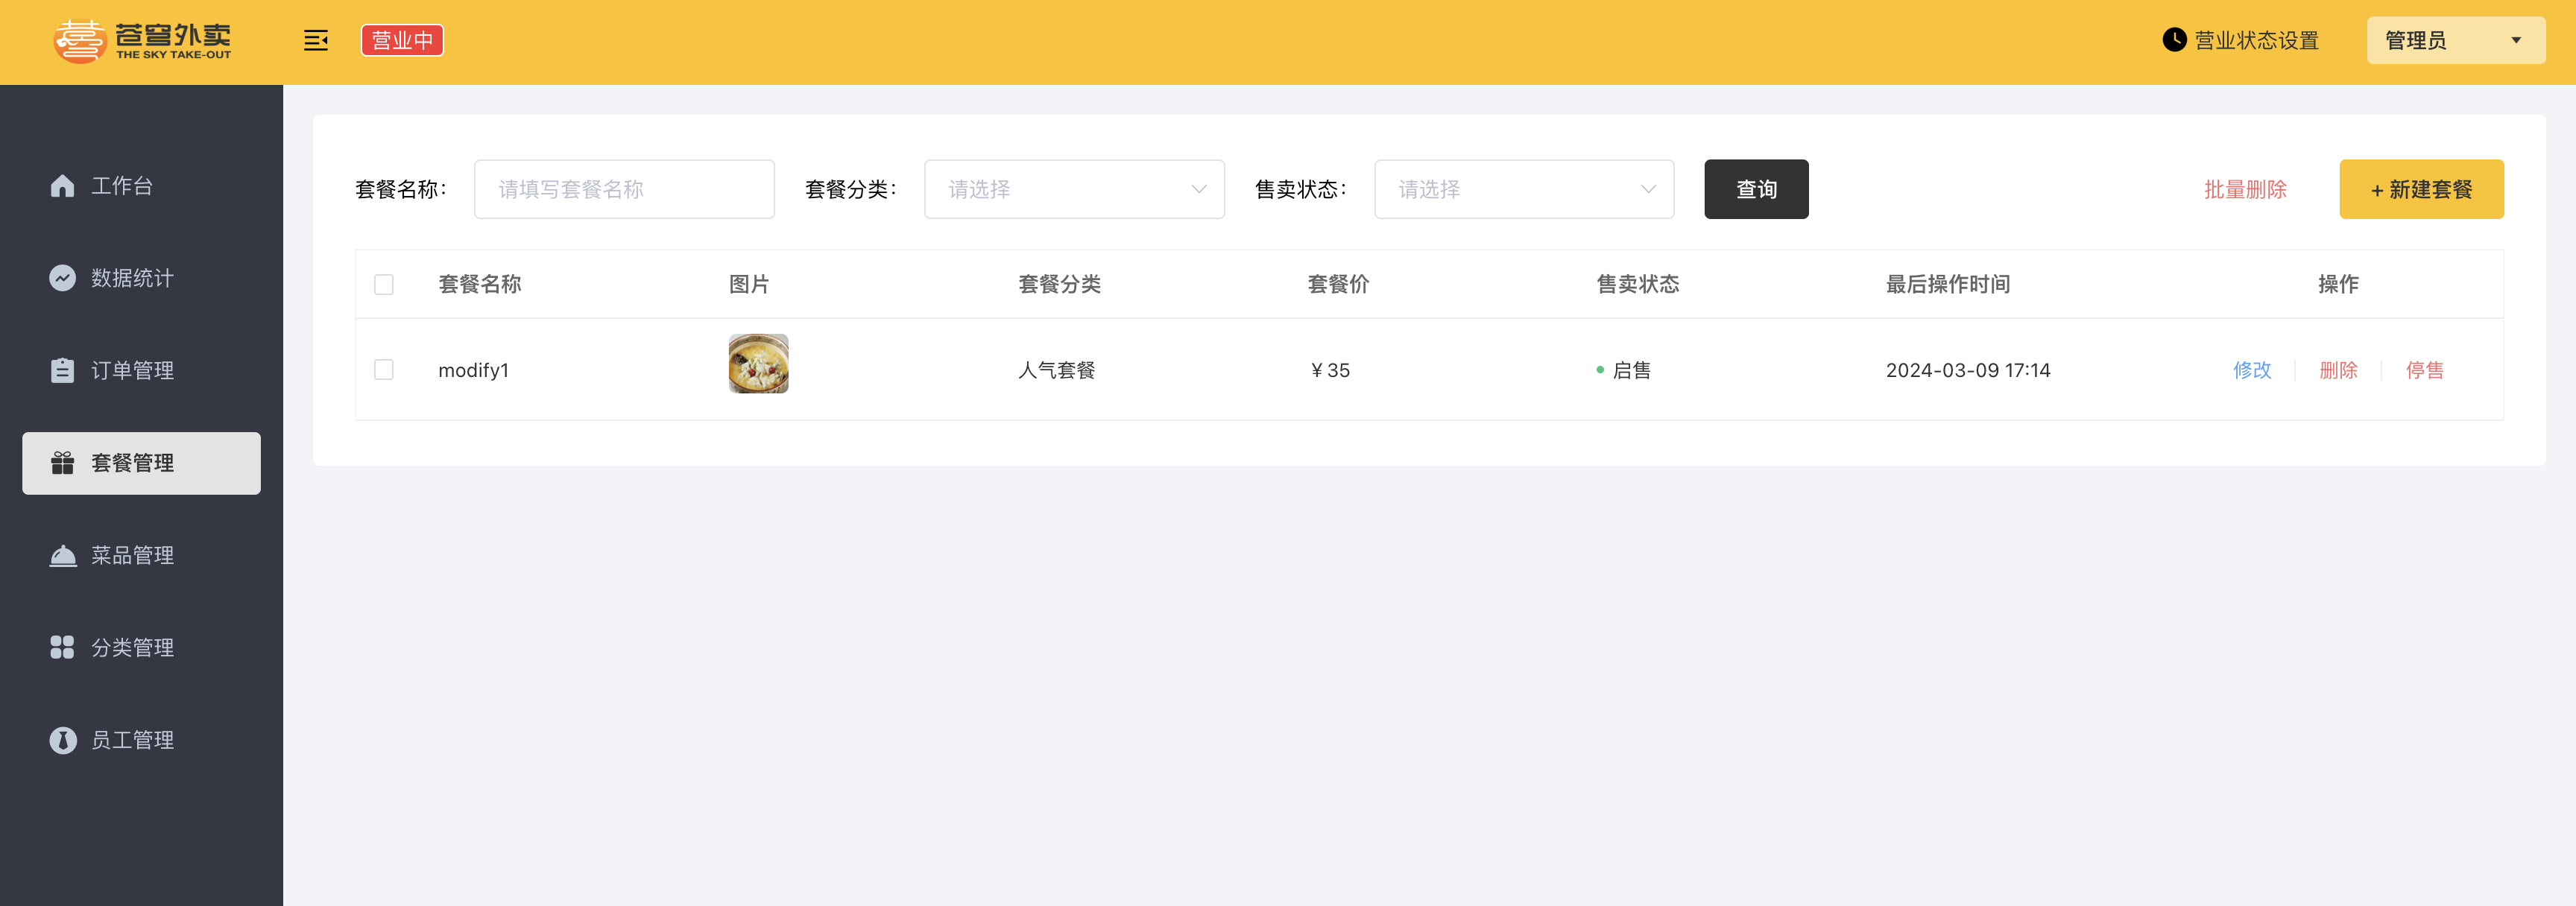 苍穹外卖
THE SKY TAKE-OUT
营业中
营业状态设置
管理员
工作台
数据统计
订单管理
套餐管理
菜品管理
分类管理
员工管理
套餐名称: 请填写套餐名称 套餐分类: 请选择 售卖状态: 请选择 查询 批量删除 + 新建套餐
套餐名称 图片 套餐分类 套餐价 售卖状态 最后操作时间 操作
modify1 人气套餐 ¥35 启售 2024-03-09 17:14 修改 删除 停售